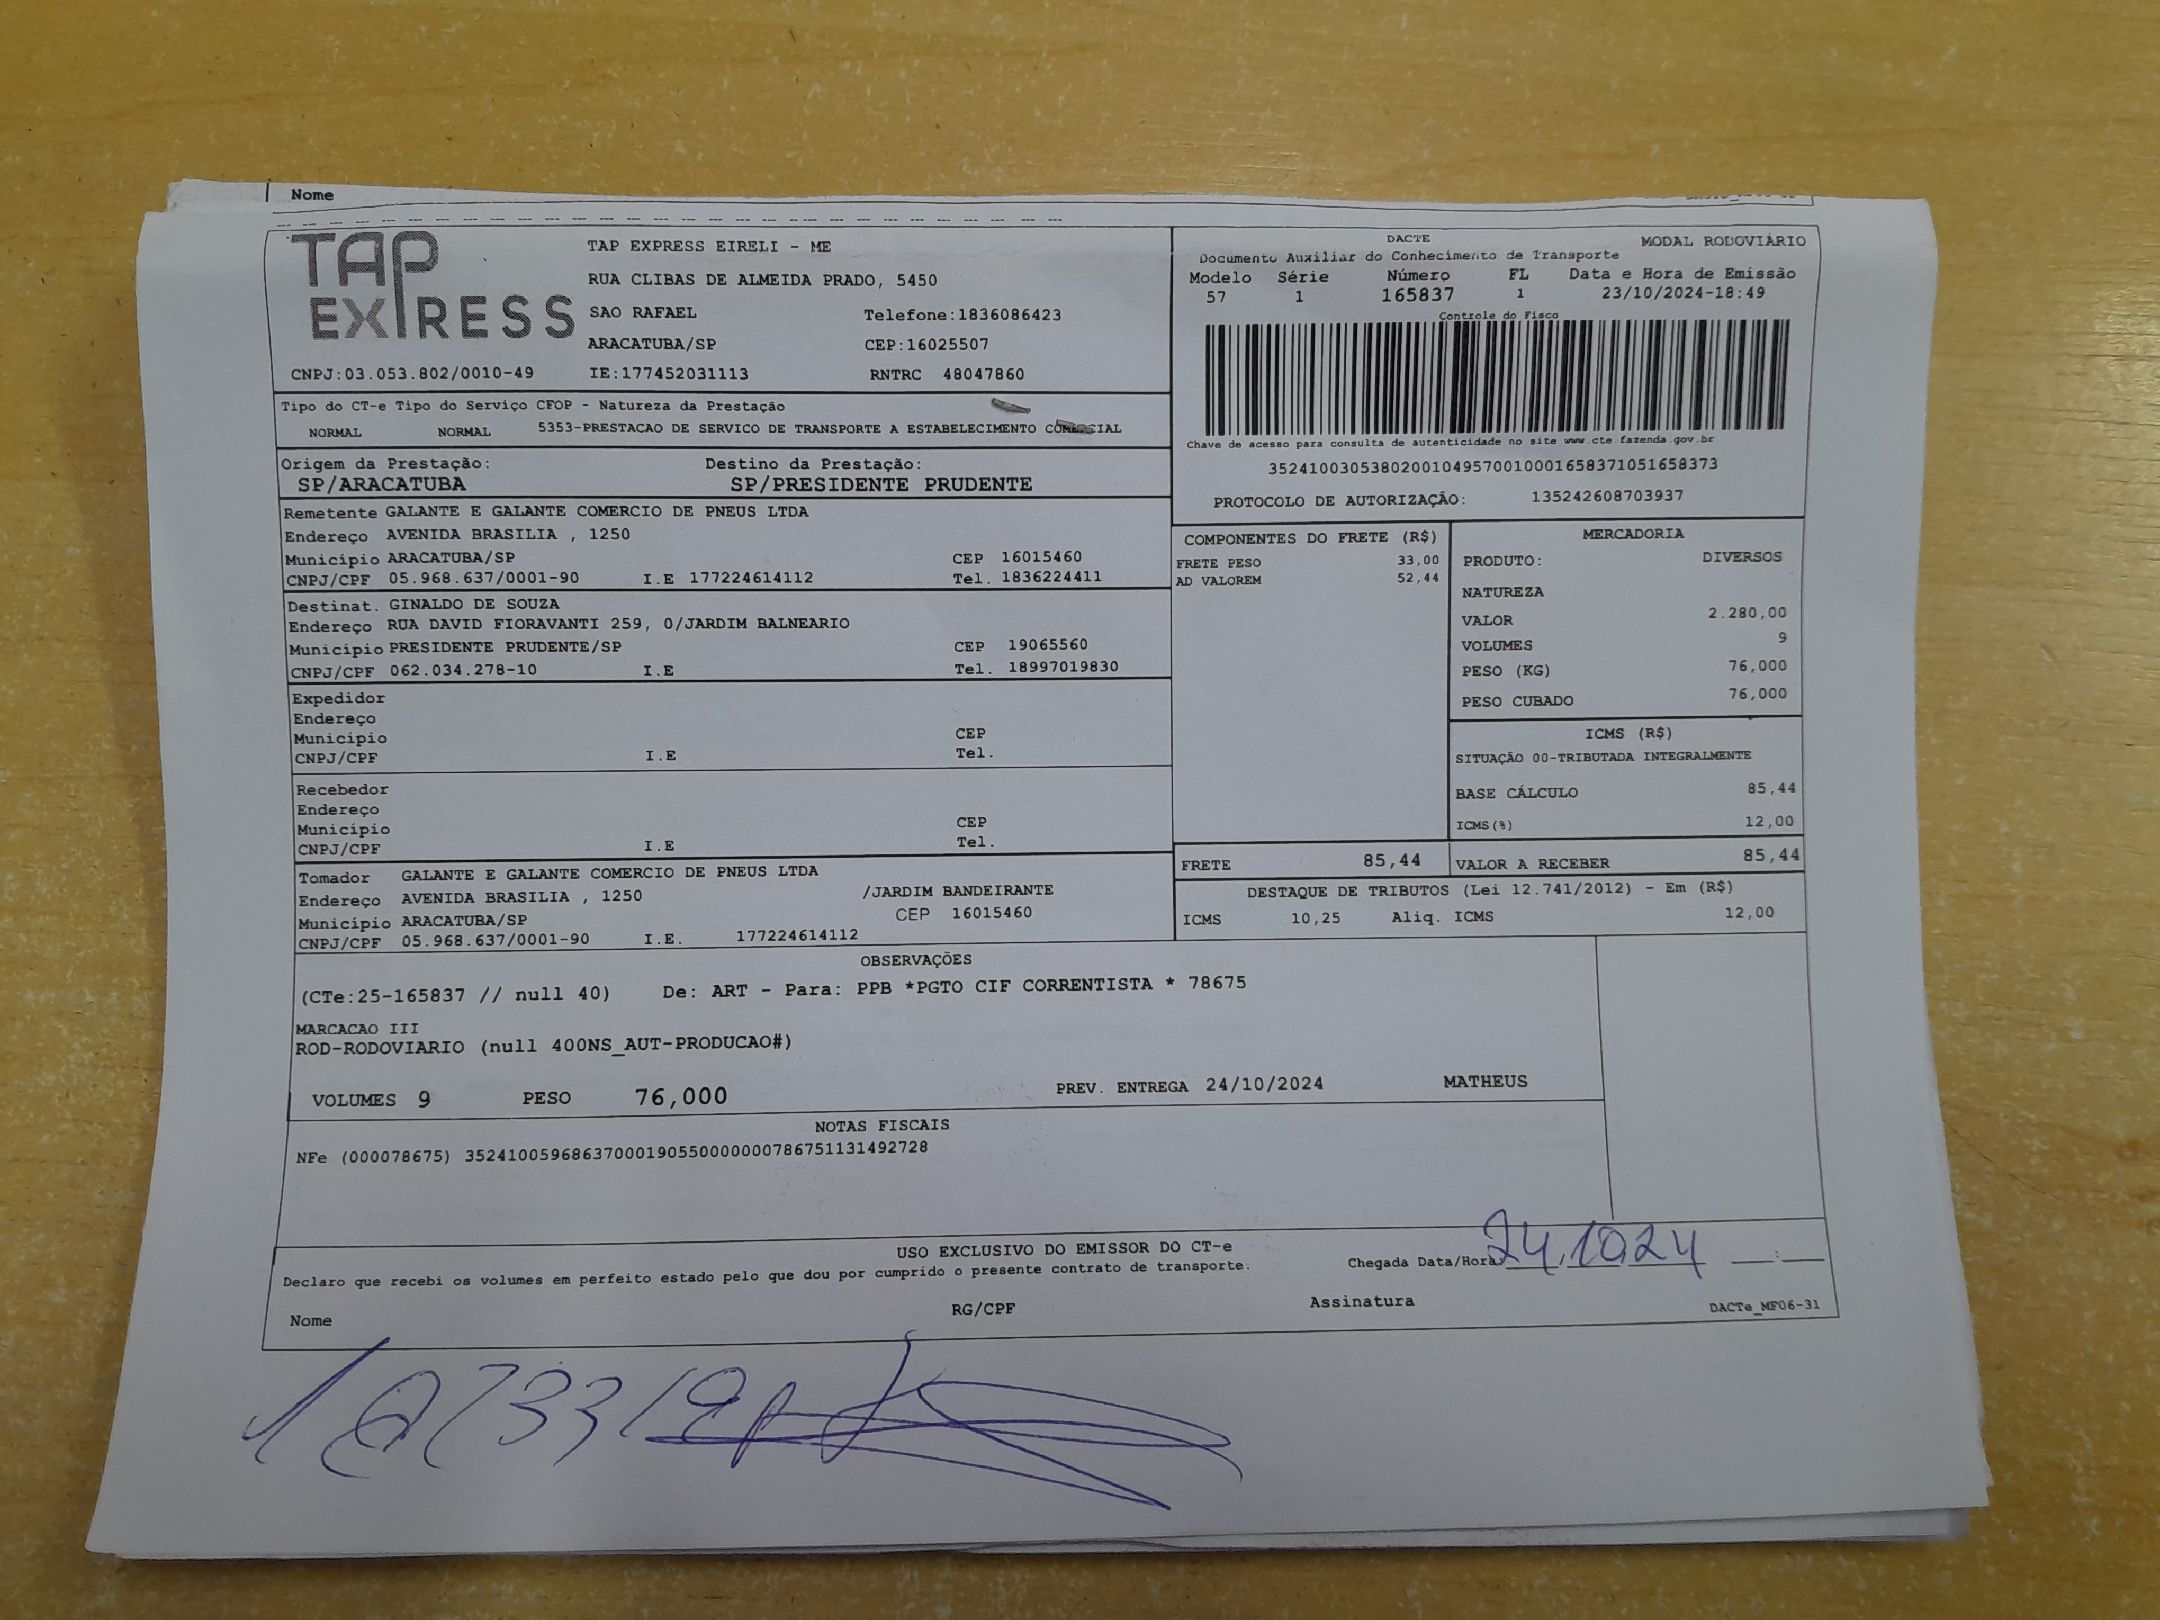 Nome
TAP EXPRESS
TAP EXPRESS EIRELI - ME
RUA CLIBAS DE ALMEIDA PRADO, 5450
SAO RAFAEL Telefone:1836086423
ARACATUBA/SP CEP:16025507
CNPJ:03.053.802/0010-49 IE:177452031113 RNTRC 48047860
DACTE MODAL RODOVIÁRIO
Documento Auxiliar do Conhecimento de Transporte
Modelo Série Número FL Data e Hora de Emissão
57 1 165837 1 23/10/2024-18:49
Controle do Fisco
Chave de acesso para consulta de autenticidade no site www.cte.fazenda.gov.br
35241003053802001049570010001658371051658373
PROTOCOLO DE AUTORIZAÇÃO: 135242608703937
Tipo do CT-e Tipo do Serviço CFOP - Natureza da Prestação
NORMAL NORMAL 5353-PRESTACAO DE SERVICO DE TRANSPORTE A ESTABELECIMENTO COMERCIAL
Origem da Prestação: Destino da Prestação:
SP/ARACATUBA SP/PRESIDENTE PRUDENTE
Remetente GALANTE E GALANTE COMERCIO DE PNEUS LTDA
Endereço AVENIDA BRASILIA , 1250
Município ARACATUBA/SP CEP 16015460
CNPJ/CPF 05.968.637/0001-90 I.E 177224614112 Tel. 1836224411
Destinat. GINALDO DE SOUZA
Endereço RUA DAVID FIORAVANTI 259, 0/JARDIM BALNEARIO
Município PRESIDENTE PRUDENTE/SP CEP 19065560
CNPJ/CPF 062.034.278-10 I.E Tel. 18997019830
Expedidor
Endereço
Município CEP
CNPJ/CPF I.E Tel.
Recebedor
Endereço
Município CEP
CNPJ/CPF I.E Tel.
Tomador GALANTE E GALANTE COMERCIO DE PNEUS LTDA
Endereço AVENIDA BRASILIA , 1250 /JARDIM BANDEIRANTE
Município ARACATUBA/SP CEP 16015460
CNPJ/CPF 05.968.637/0001-90 I.E. 177224614112
COMPONENTES DO FRETE (R$)
FRETE PESO 33,00
AD VALOREM 52,44
MERCADORIA
PRODUTO: DIVERSOS
NATUREZA
VALOR 2.280,00
VOLUMES 9
PESO (KG) 76,000
PESO CUBADO 76,000
ICMS (R$)
SITUAÇÃO 00-TRIBUTADA INTEGRALMENTE
BASE CÁLCULO 85,44
ICMS(%) 12,00
FRETE 85,44 VALOR A RECEBER 85,44
DESTAQUE DE TRIBUTOS (Lei 12.741/2012) - Em (R$)
ICMS 10,25 Aliq. ICMS 12,00
OBSERVAÇÕES
(CTe:25-165837 // null 40) De: ART - Para: PPB *PGTO CIF CORRENTISTA * 78675
MARCACAO III
ROD-RODOVIARIO (null 400NS_AUT-PRODUCAO#)
VOLUMES 9 PESO 76,000 PREV. ENTREGA 24/10/2024 MATHEUS
NOTAS FISCAIS
NFe (000078675) 35241005968637000190550000000786751131492728
USO EXCLUSIVO DO EMISSOR DO CT-e
Declaro que recebi os volumes em perfeito estado pelo que dou por cumprido o presente contrato de transporte. Chegada Data/Hora 24.10.24 __:__
Nome RG/CPF Assinatura DACTe_MF06-31